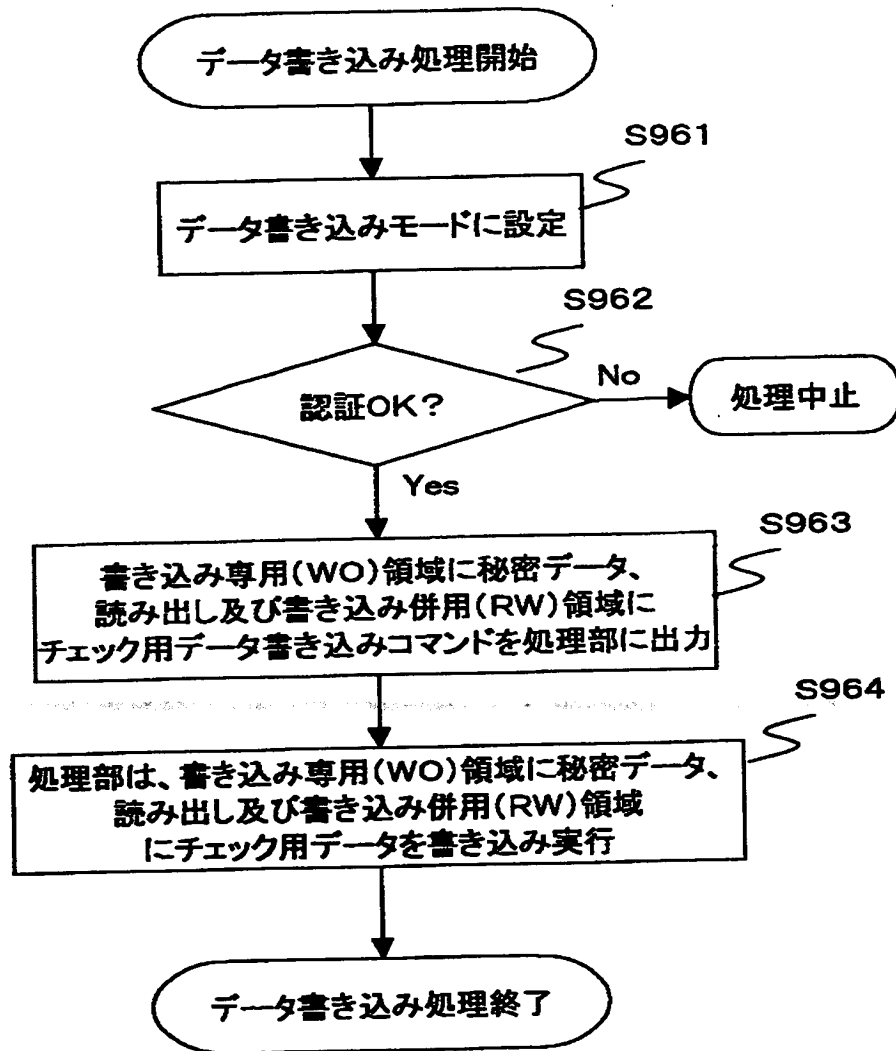 データ書き込み処理開始
S961
データ書き込みモードに設定
S962
認証OK?
No
処理中止
Yes
S963
書き込み専用(WO)領域に秘密データ、
読み出し及び書き込み併用(RW)領域に
チェック用データ書き込みコマンドを処理部に出力
S964
処理部は、書き込み専用(WO)領域に秘密データ、
読み出し及び書き込み併用(RW)領域
にチェック用データを書き込み実行
データ書き込み処理終了